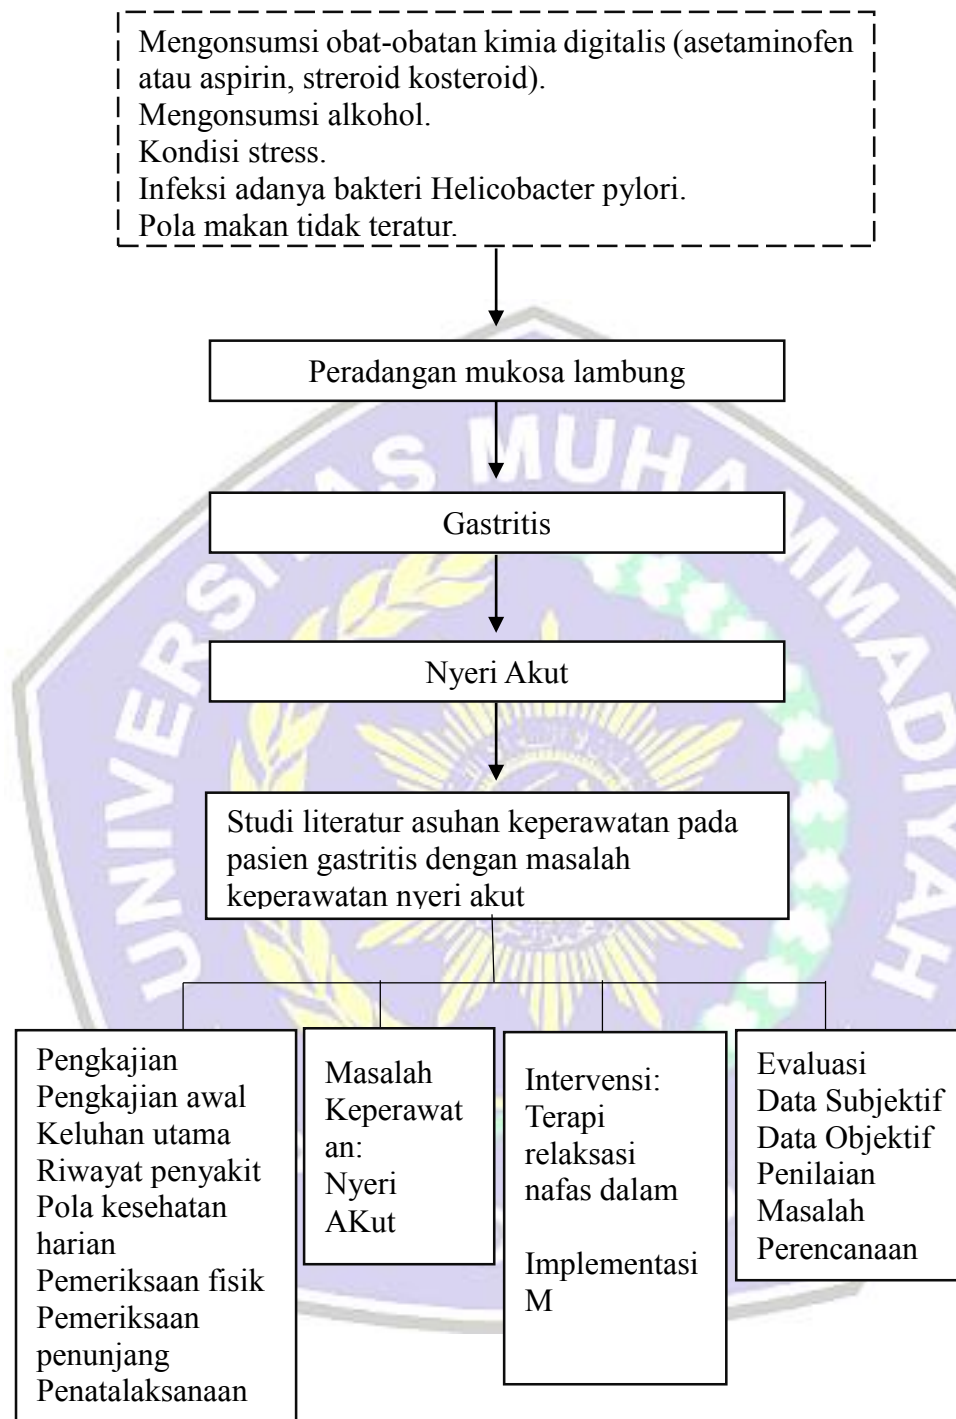 Mengonsumsi obat-obatan kimia digitalis (asetaminofen
atau aspirin, streroid kosteroid).
Mengonsumsi alkohol.
Kondisi stress.
Infeksi adanya bakteri Helicobacter pylori.
Pola makan tidak teratur.
Peradangan mukosa lambung
Gastritis
Nyeri Akut
Studi literatur asuhan keperawatan pada
pasien gastritis dengan masalah
keperawatan nyeri akut
Pengkajian
Pengkajian awal
Keluhan utama
Riwayat penyakit
Pola kesehatan
harian
Pemeriksaan fisik
Pemeriksaan
penunjang
Penatalaksanaan
Masalah
Keperawat
an:
Nyeri
AKut
Intervensi:
Terapi
relaksasi
nafas dalam
Implementasi
M
Evaluasi
Data Subjektif
Data Objektif
Penilaian
Masalah
Perencanaan
UNIVERSITAS MUHAMMADIYAH